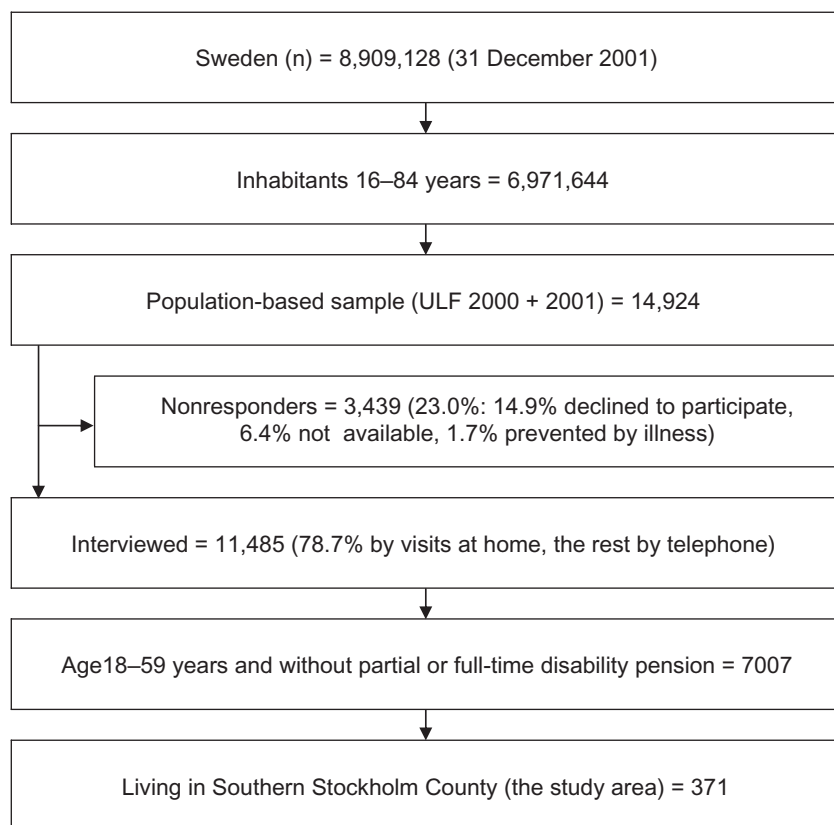 Sweden (n) = 8,909,128 (31 December 2001)
Inhabitants 16–84 years = 6,971,644
Population-based sample (ULF 2000 + 2001) = 14,924
Nonresponders = 3,439 (23.0%: 14.9% declined to participate,
6.4% not available, 1.7% prevented by illness)
Interviewed = 11,485 (78.7% by visits at home, the rest by telephone)
Age18–59 years and without partial or full-time disability pension = 7007
Living in Southern Stockholm County (the study area) = 371